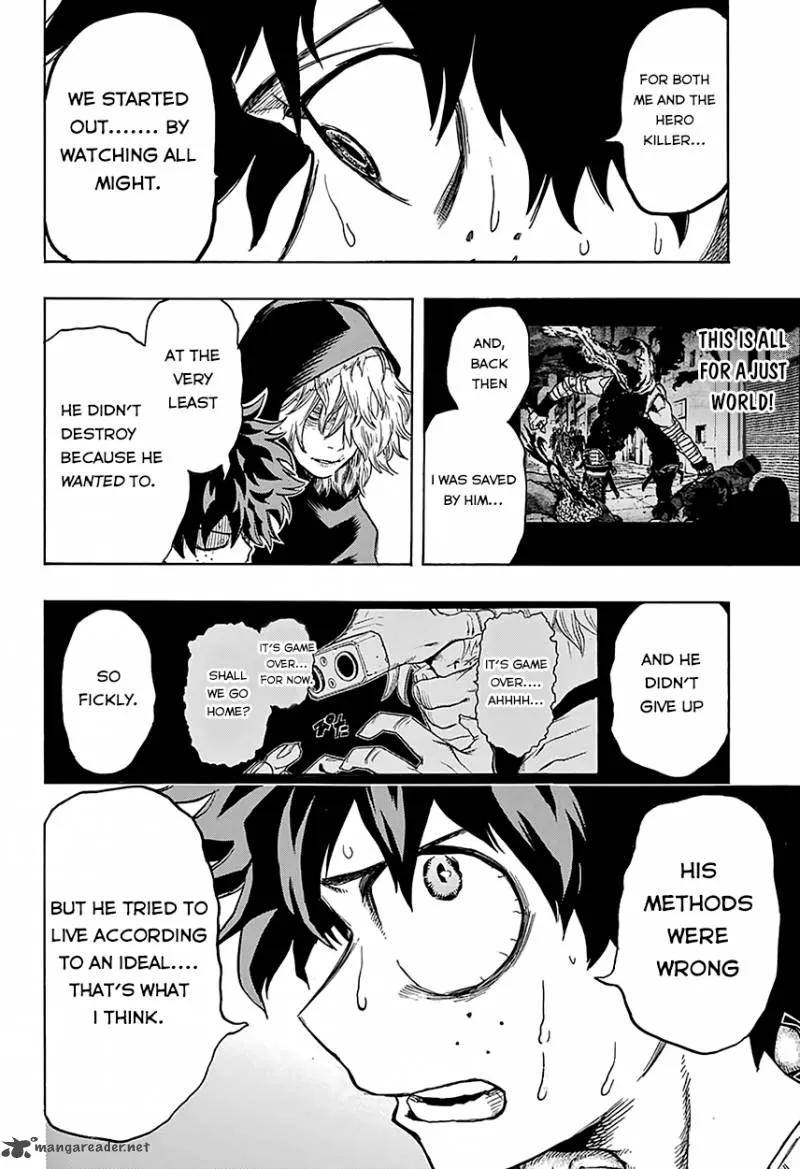 FOR BOTH
ME AND THE
HERO
KILLER...
WE STARTED
OUT....... BY
WATCHING ALL
MIGHT.
THIS IS ALL
FOR A JUST
WORLD!
AND,
BACK
THEN
I WAS SAVED
BY HIM...
AT THE
VERY
LEAST
HE DIDN'T
DESTROY
BECAUSE HE
WANTED TO.
AND HE
DIDN'T
GIVE UP
IT'S GAME
OVER....
AHHHH...
IT'S GAME
OVER...
FOR NOW.
SHALL
WE GO
HOME?
SO
FICKLY.
HIS
METHODS
WERE
WRONG
BUT HE TRIED TO
LIVE ACCORDING
TO AN IDEAL....
THAT'S WHAT
I THINK.
mangareader.net